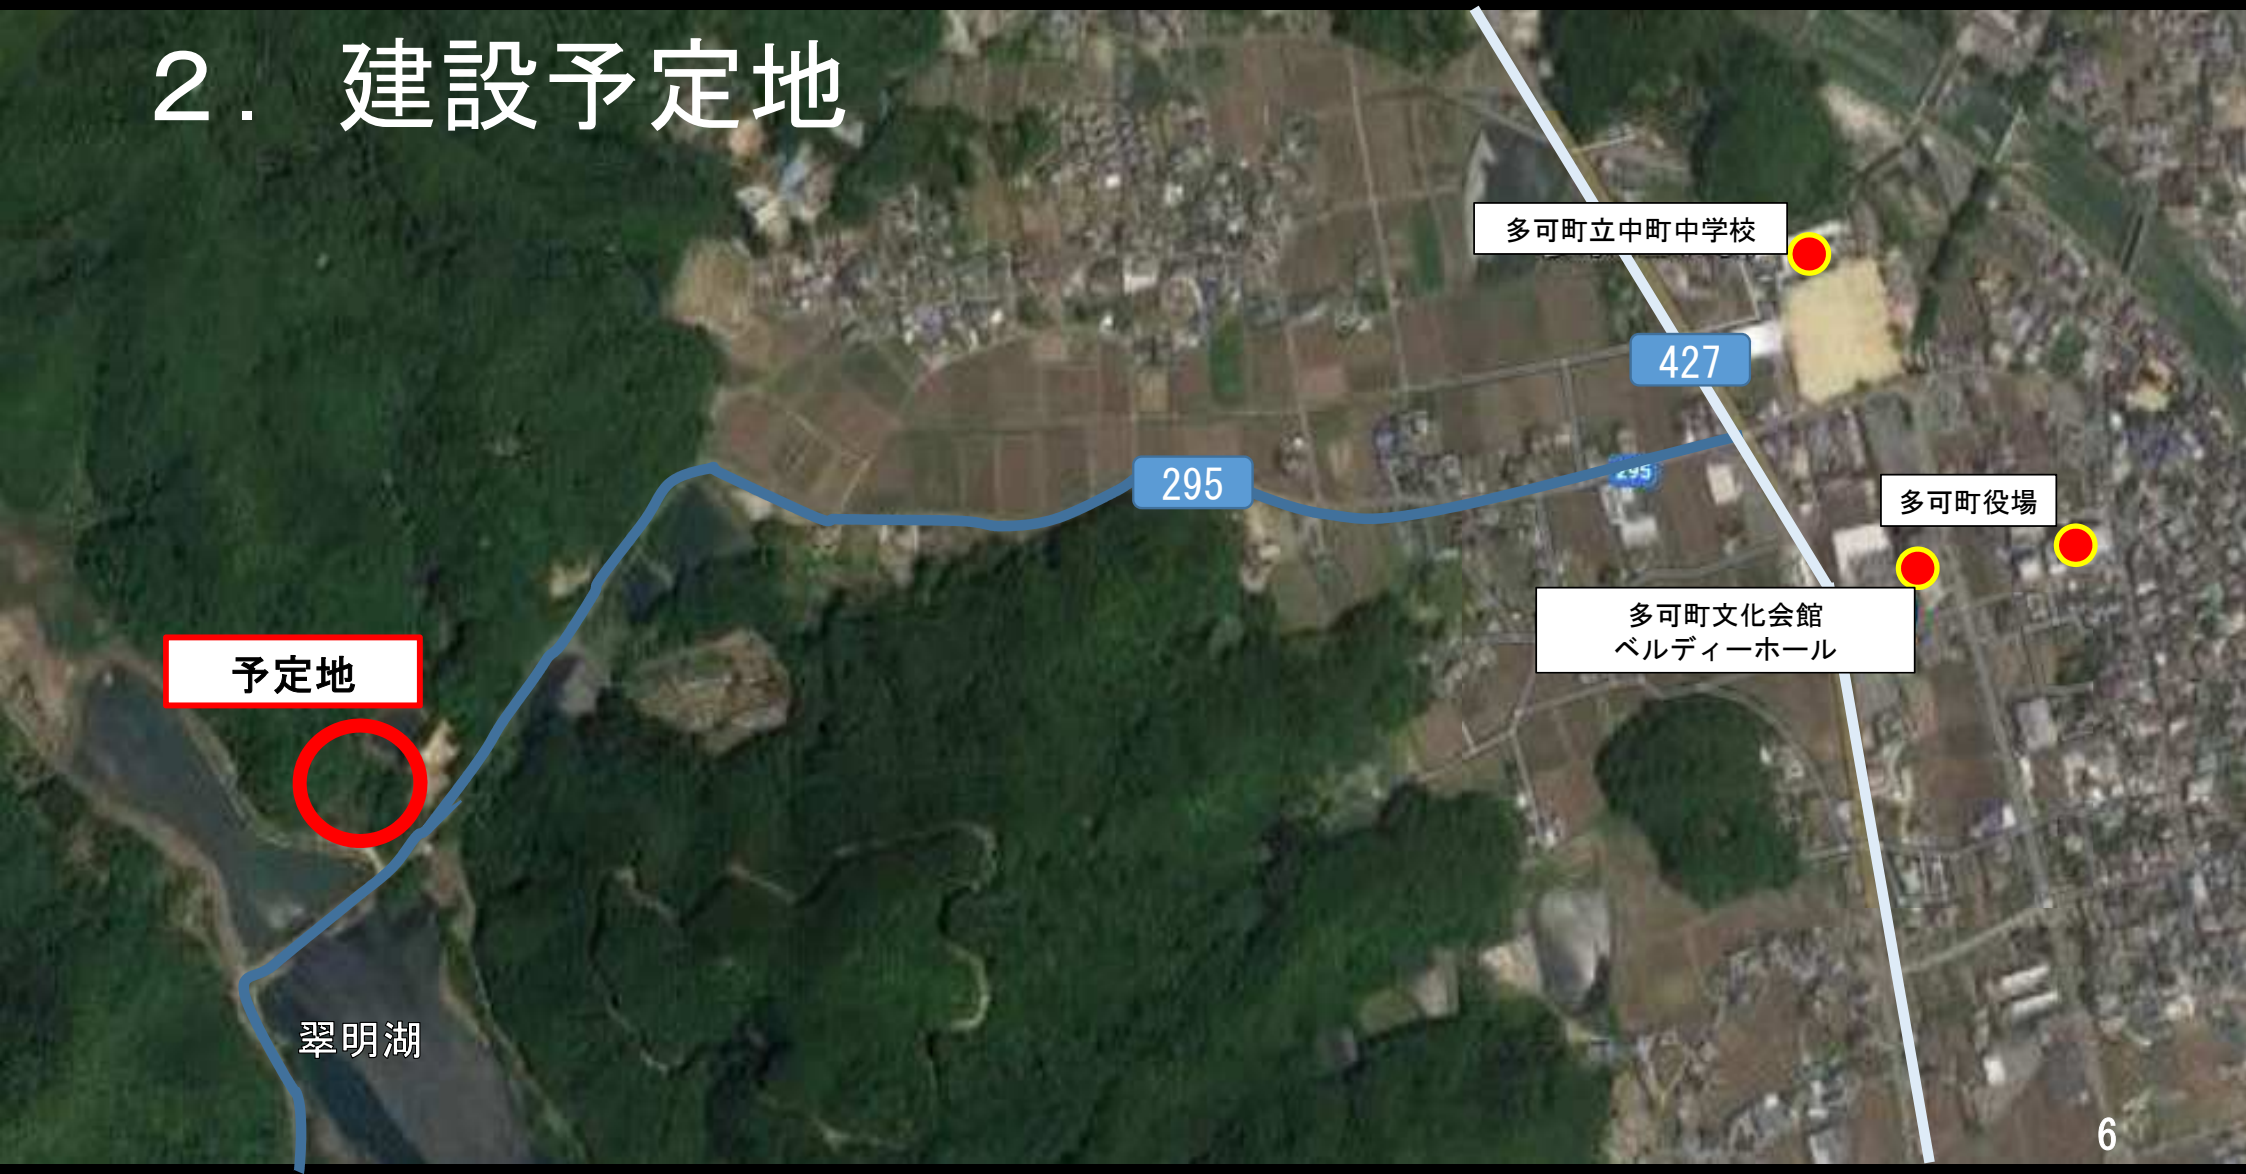 ２．建設予定地
多可町立中町中学校
427
295
295
多可町役場
多可町文化会館
ベルディーホール
予定地
翠明湖
6